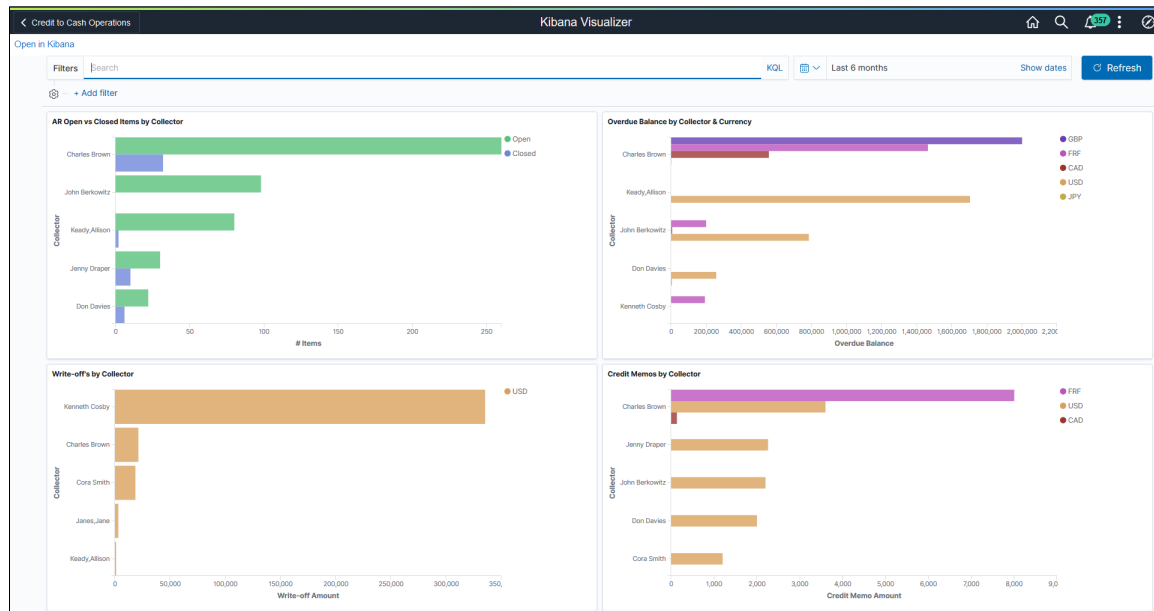 Credit to Cash Operations
Kibana Visualizer
357
Open in Kibana
Filters
Search
KQL
Last 6 months
Show dates
Refresh
+ Add filter
AR Open vs Closed Items by Collector
Open
Closed
Collector
Charles Brown
John Berkowitz
Keady,Allison
Jenny Draper
Don Davies
0 50 100 150 200 250
# Items
Overdue Balance by Collector & Currency
GBP
FRF
CAD
USD
JPY
Collector
Charles Brown
Keady,Allison
John Berkowitz
Don Davies
Kenneth Cosby
0 200,000 400,000 600,000 800,000 1,000,000 1,200,000 1,400,000 1,600,000 1,800,000 2,000,000 2,20
Overdue Balance
Write-off's by Collector
USD
Collector
Kenneth Cosby
Charles Brown
Cora Smith
Janes,Jane
Keady,Allison
0 50,000 100,000 150,000 200,000 250,000 300,000 350,
Write-off Amount
Credit Memos by Collector
FRF
USD
CAD
Collector
Charles Brown
Jenny Draper
John Berkowitz
Don Davies
Cora Smith
0 1,000 2,000 3,000 4,000 5,000 6,000 7,000 8,000 9,0
Credit Memo Amount